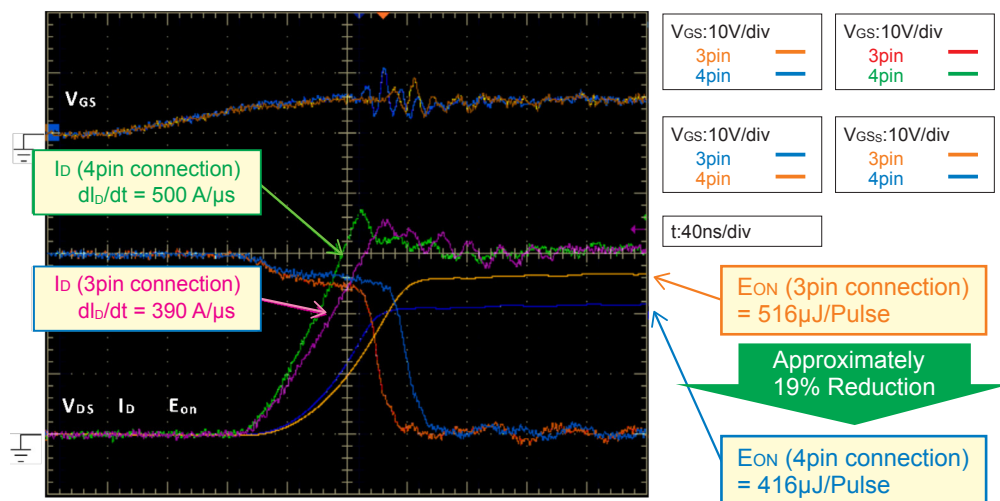 VGS
ID (4pin connection)
dID/dt = 500 A/µs
ID (3pin connection)
dID/dt = 390 A/µs
VDS ID Eon
VGS:10V/div
3pin
4pin
VGS:10V/div
3pin
4pin
VGS:10V/div
3pin
4pin
VGSs:10V/div
3pin
4pin
t:40ns/div
EON (3pin connection)
= 516µJ/Pulse
Approximately
19% Reduction
EON (4pin connection)
= 416µJ/Pulse